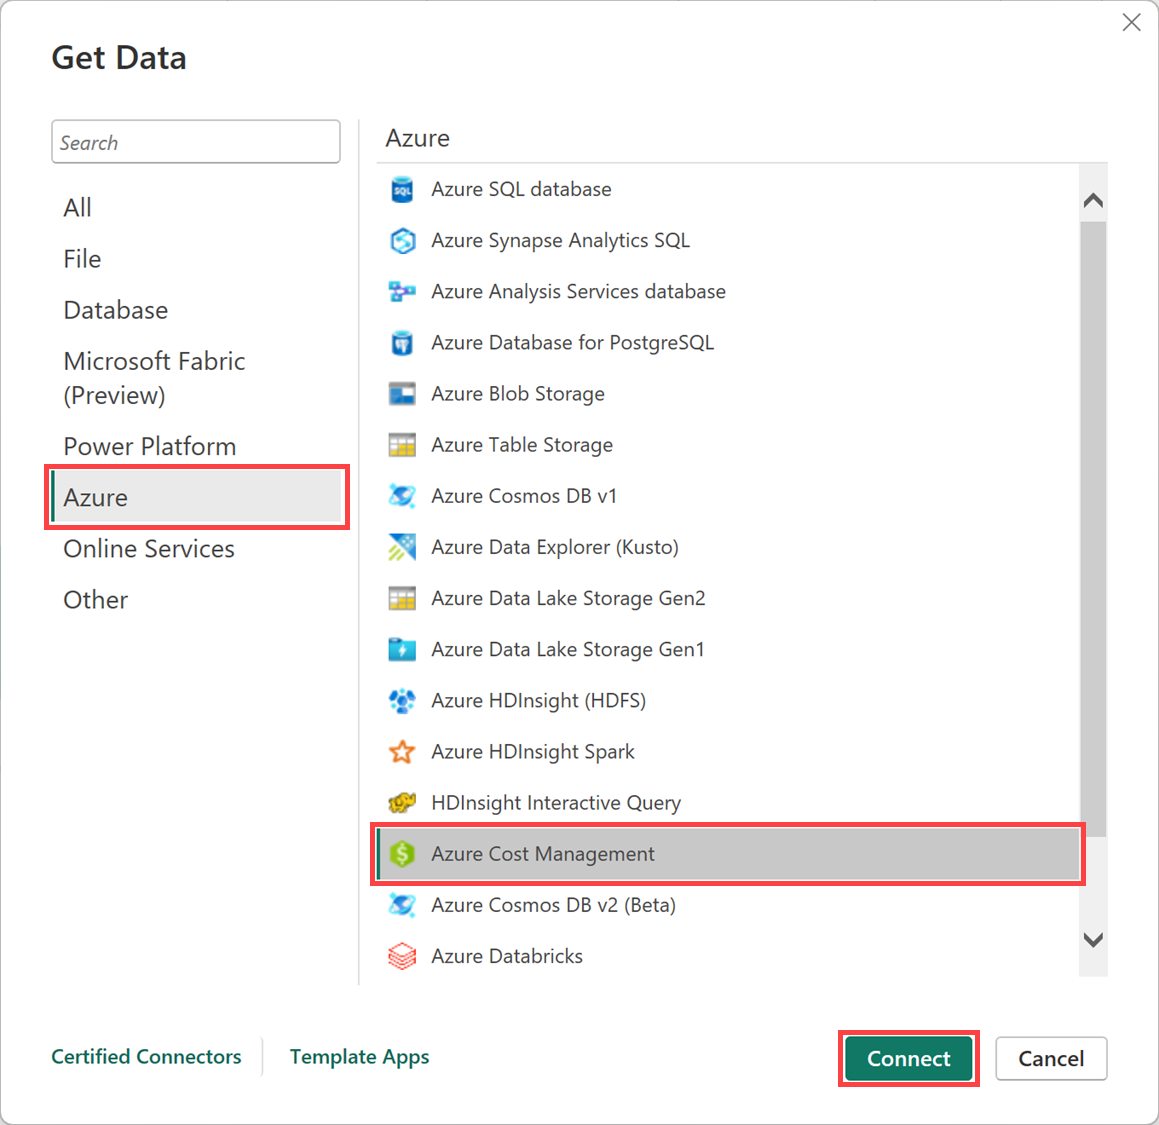 Get Data
Search
All
File
Database
Microsoft Fabric
(Preview)
Power Platform
Azure
Online Services
Other
Azure
SQL
Azure SQL database
Azure Synapse Analytics SQL
Azure Analysis Services database
Azure Database for PostgreSQL
Azure Blob Storage
Azure Table Storage
Azure Cosmos DB v1
Azure Data Explorer (Kusto)
Azure Data Lake Storage Gen2
Azure Data Lake Storage Gen1
Azure HDInsight (HDFS)
Azure HDInsight Spark
HDInsight Interactive Query
$
Azure Cost Management
Azure Cosmos DB v2 (Beta)
Azure Databricks
Certified Connectors
Template Apps
Connect
Cancel